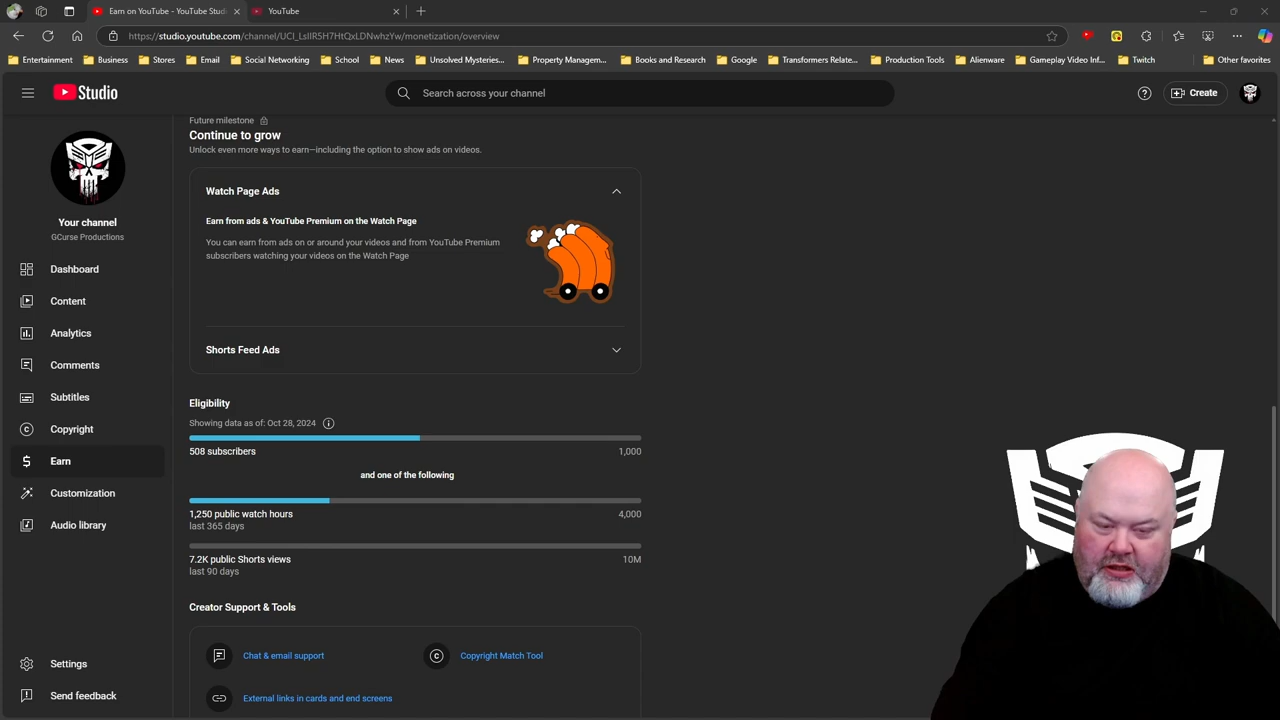 Earn on YouTube - YouTube Stud
YouTube
https://studio.youtube.com/channel/UCI_LsIIR5H7HtQxLDNwhzYw/monetization/overview
Entertainment
Business
Stores
Email
Social Networking
School
News
Unsolved Mysteries...
Property Managem...
Books and Research
Google
Transformers Relate...
Production Tools
Alienware
Gameplay Video Inf...
Twitch
Other favorites
Studio
Search across your channel
Create
Your channel
GCurse Productions
Dashboard
Content
Analytics
Comments
Subtitles
Copyright
Earn
Customization
Audio library
Settings
Send feedback
Future milestone
Continue to grow
Unlock even more ways to earn—including the option to show ads on videos.
Watch Page Ads
Earn from ads & YouTube Premium on the Watch Page
You can earn from ads on or around your videos and from YouTube Premium
subscribers watching your videos on the Watch Page
Shorts Feed Ads
Eligibility
Showing data as of: Oct 28, 2024
508 subscribers 1,000
and one of the following
1,250 public watch hours 4,000
last 365 days
7.2K public Shorts views 10M
last 90 days
Creator Support & Tools
Chat & email support
Copyright Match Tool
External links in cards and end screens